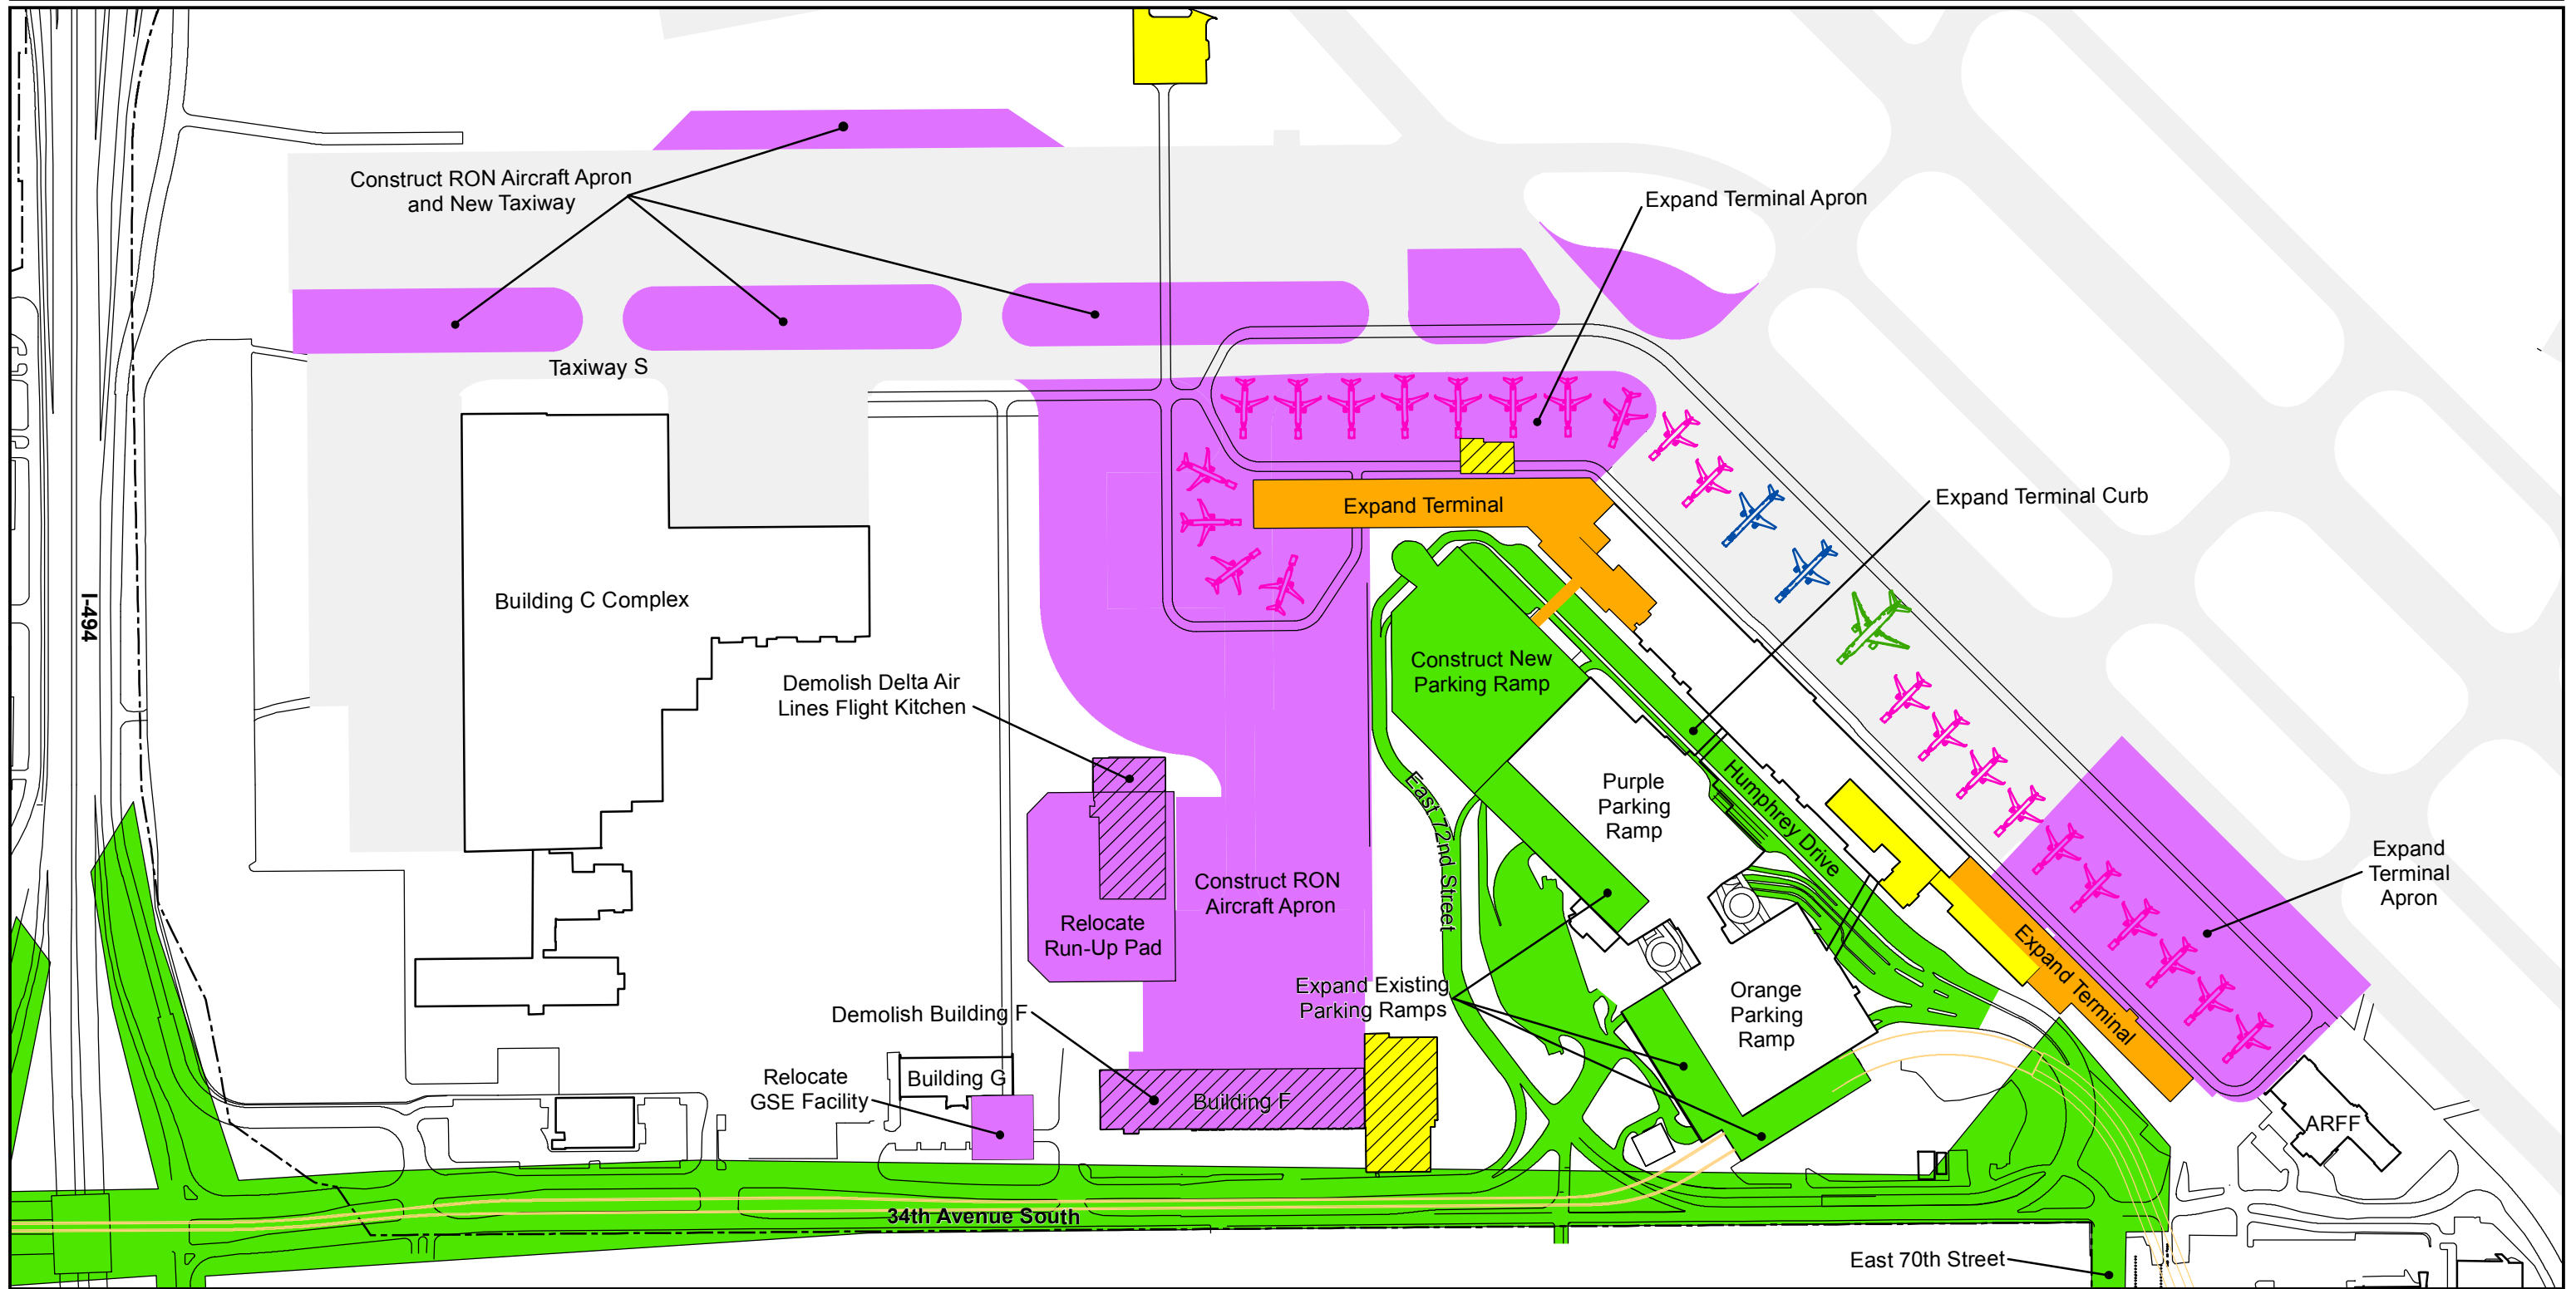 Construct RON Aircraft Apron
and New Taxiway
Expand Terminal Apron
Taxiway S
Expand Terminal
Expand Terminal Curb
I-494
Building C Complex
Construct New
Parking Ramp
Demolish Delta Air
Lines Flight Kitchen
Purple
Parking
Ramp
Humphrey Drive
East 72nd Street
Expand
Terminal
Apron
Construct RON
Aircraft Apron
Relocate
Run-Up Pad
Expand Terminal
Expand Existing
Parking Ramps
Orange
Parking
Ramp
Demolish Building F
Building G
Relocate
GSE Facility
Building F
ARFF
34th Avenue South
East 70th Street